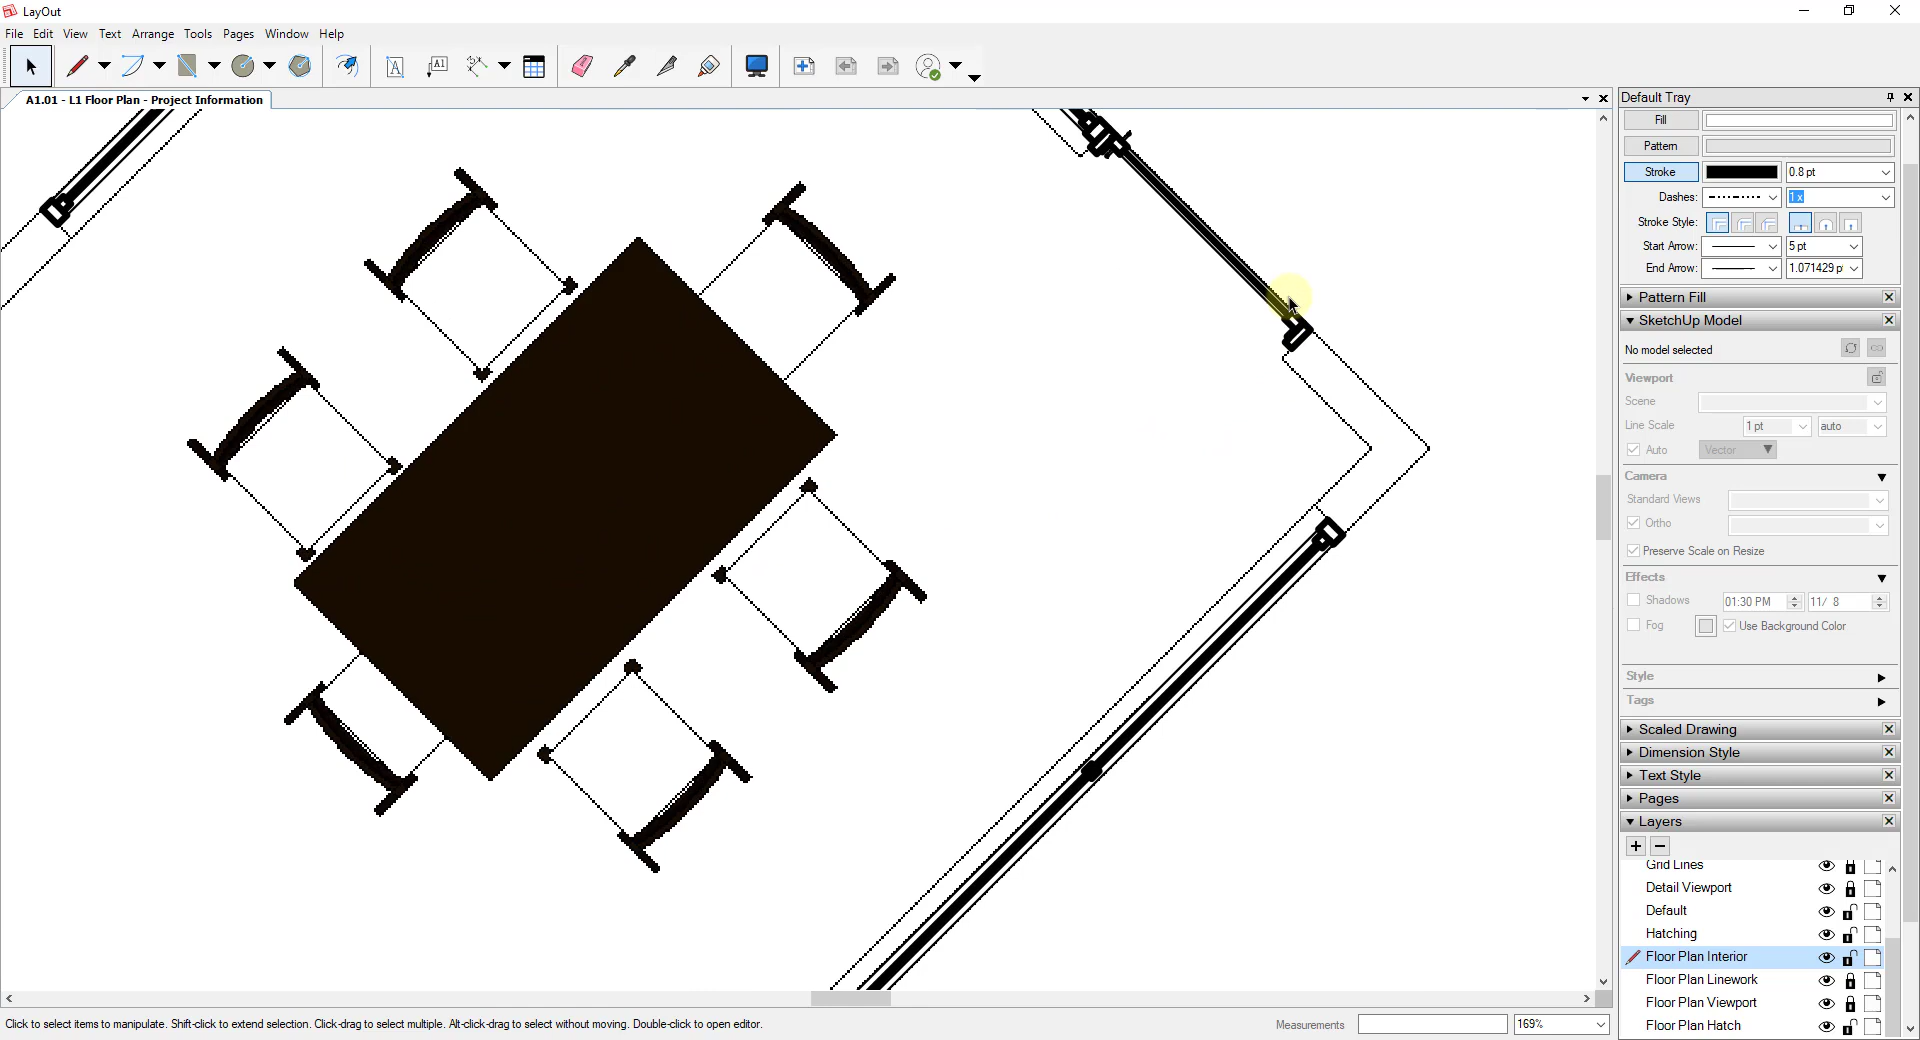 LayOut
File Edit View Text Arrange Tools Pages Window Help
A1
A1.01 - L1 Floor Plan - Project Information
Default Tray
Fill
Pattern
Stroke 0.8 pt
Dashes: 1 x
Stroke Style:
Start Arrow: 5 pt
End Arrow: 1.071429 p
Pattern Fill
SketchUp Model
No model selected
Viewport
Scene
Line Scale 1 pt auto
Auto Vector
Camera
Standard Views
Ortho
Preserve Scale on Resize
Effects
Shadows 01:30 PM 11/ 8
Fog Use Background Color
Style
Tags
Scaled Drawing
Dimension Style
Text Style
Pages
Layers
Grid Lines
Detail Viewport
Default
Hatching
Floor Plan Interior
Floor Plan Linework
Floor Plan Viewport
Floor Plan Hatch
Click to select items to manipulate. Shift-click to extend selection. Click-drag to select multiple. Alt-click-drag to select without moving. Double-click to open editor. Measurements 169%